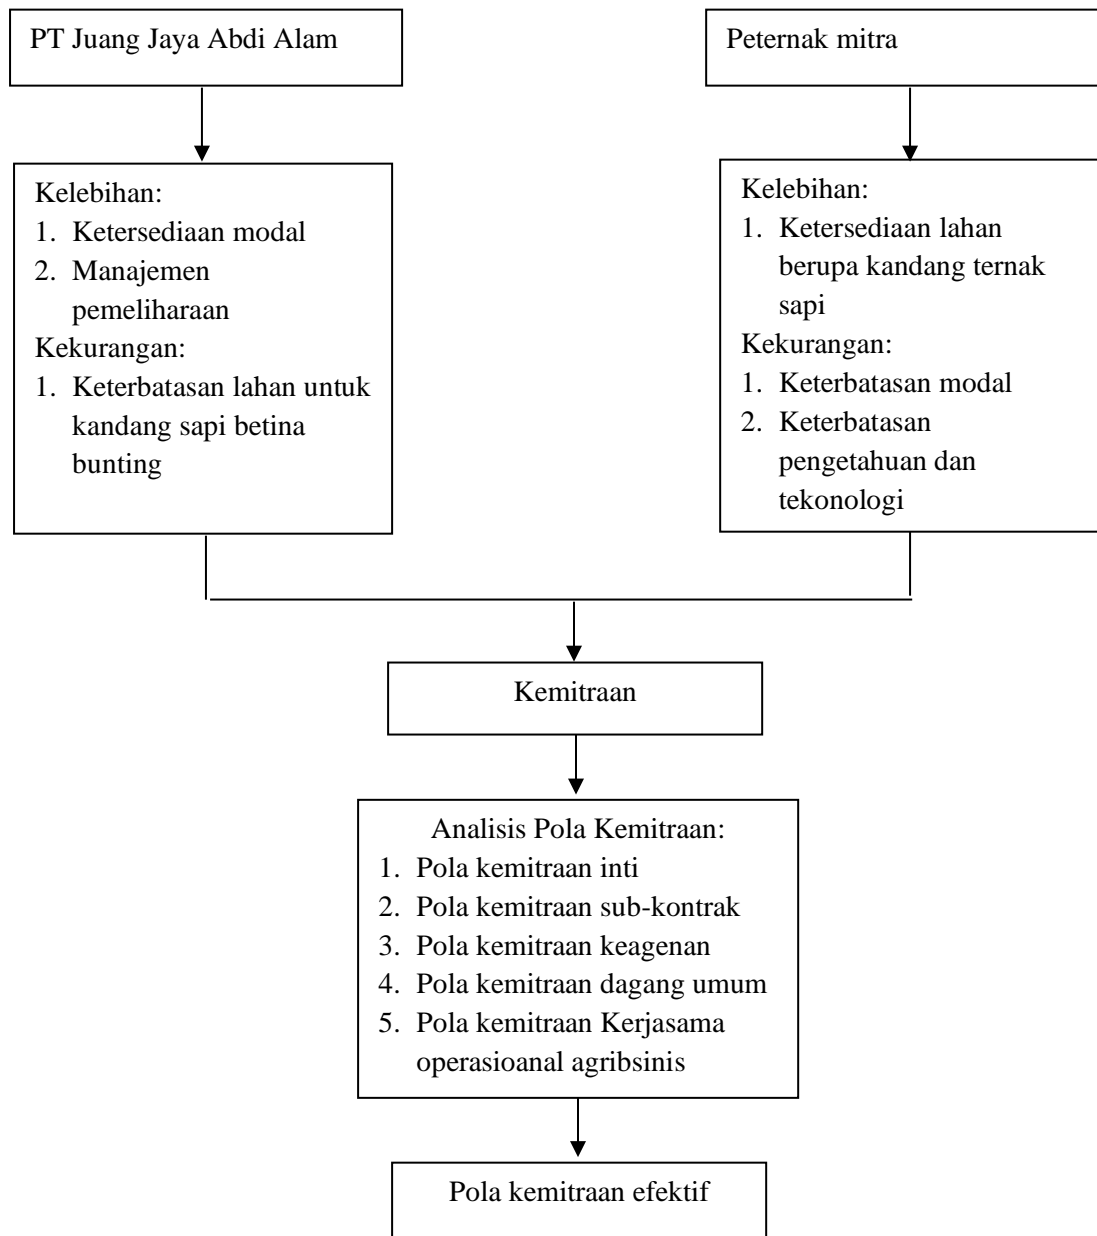 PT Juang Jaya Abdi Alam
Peternak mitra
Kelebihan:
1. Ketersediaan modal
2. Manajemen
pemeliharaan
Kekurangan:
1. Keterbatasan lahan untuk
kandang sapi betina
bunting
Kelebihan:
1. Ketersediaan lahan
berupa kandang ternak
sapi
Kekurangan:
1. Keterbatasan modal
2. Keterbatasan
pengetahuan dan
tekonologi
Kemitraan
Analisis Pola Kemitraan:
1. Pola kemitraan inti
2. Pola kemitraan sub-kontrak
3. Pola kemitraan keagenan
4. Pola kemitraan dagang umum
5. Pola kemitraan Kerjasama
operasioanal agribsinis
Pola kemitraan efektif